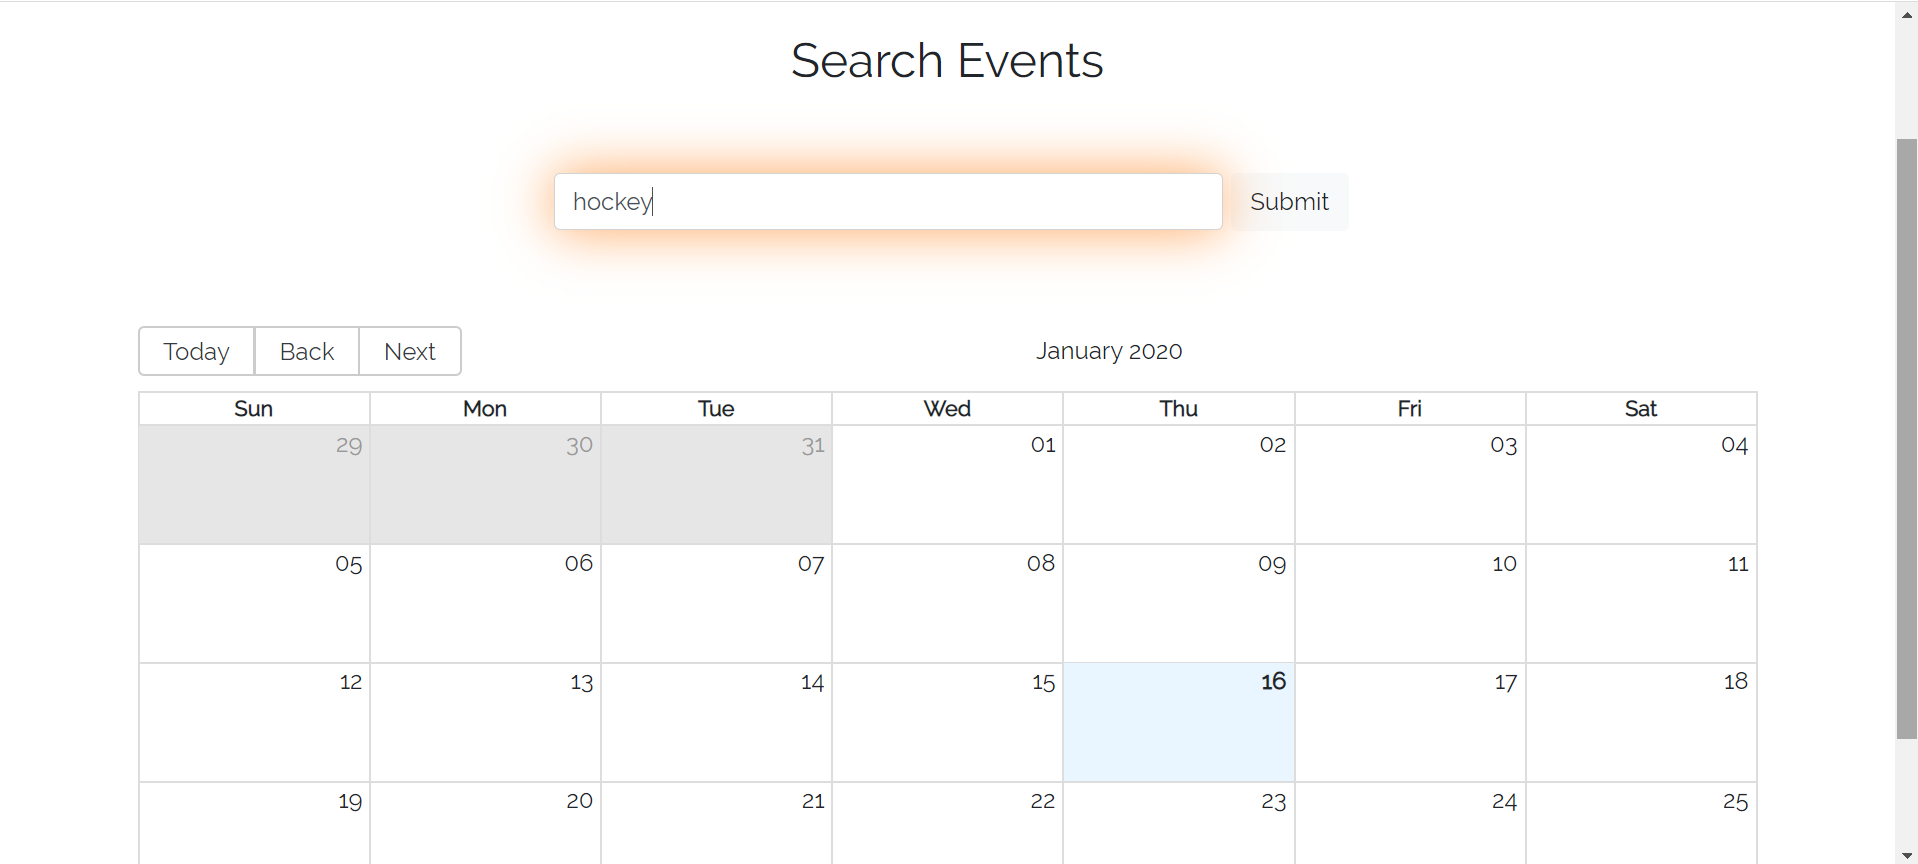 Search Events
hockey Submit
Today Back Next January 2020
Sun Mon Tue Wed Thu Fri Sat
29 30 31 01 02 03 04
05 06 07 08 09 10 11
12 13 14 15 16 17 18
19 20 21 22 23 24 25